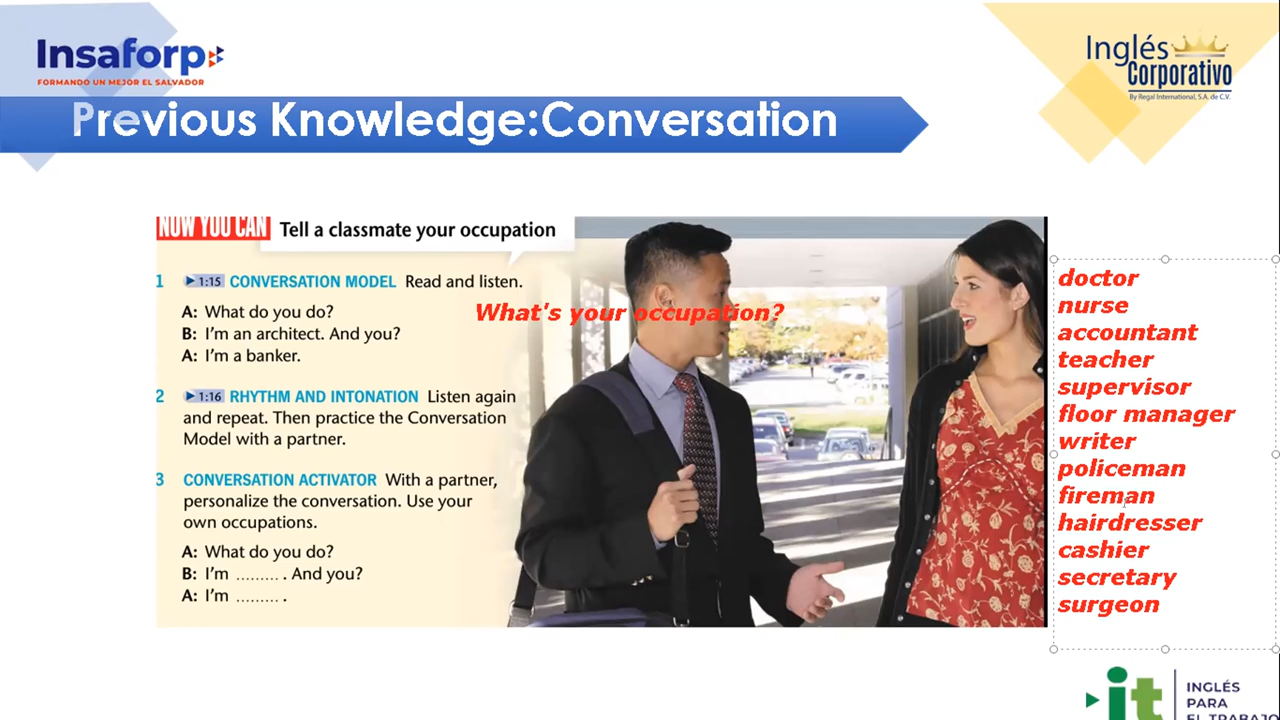 Insaforp
FORMANDO UN MEJOR EL SALVADOR
Inglés
Corporativo
By Regal International, S.A. de C.V.
Previous Knowledge:Conversation
NOW YOU CAN Tell a classmate your occupation
1 1:15 CONVERSATION MODEL Read and listen.
A: What do you do?
B: I'm an architect. And you?
A: I'm a banker.
What's your occupation?
2 1:16 RHYTHM AND INTONATION Listen again
and repeat. Then practice the Conversation
Model with a partner.
3 CONVERSATION ACTIVATOR With a partner,
personalize the conversation. Use your
own occupations.
A: What do you do?
B: I'm ......... . And you?
A: I'm ......... .
doctor
nurse
accountant
teacher
supervisor
floor manager
writer
policeman
fireman
hairdresser
cashier
secretary
surgeon
it
INGLÉS
PARA
EL TRABAJO